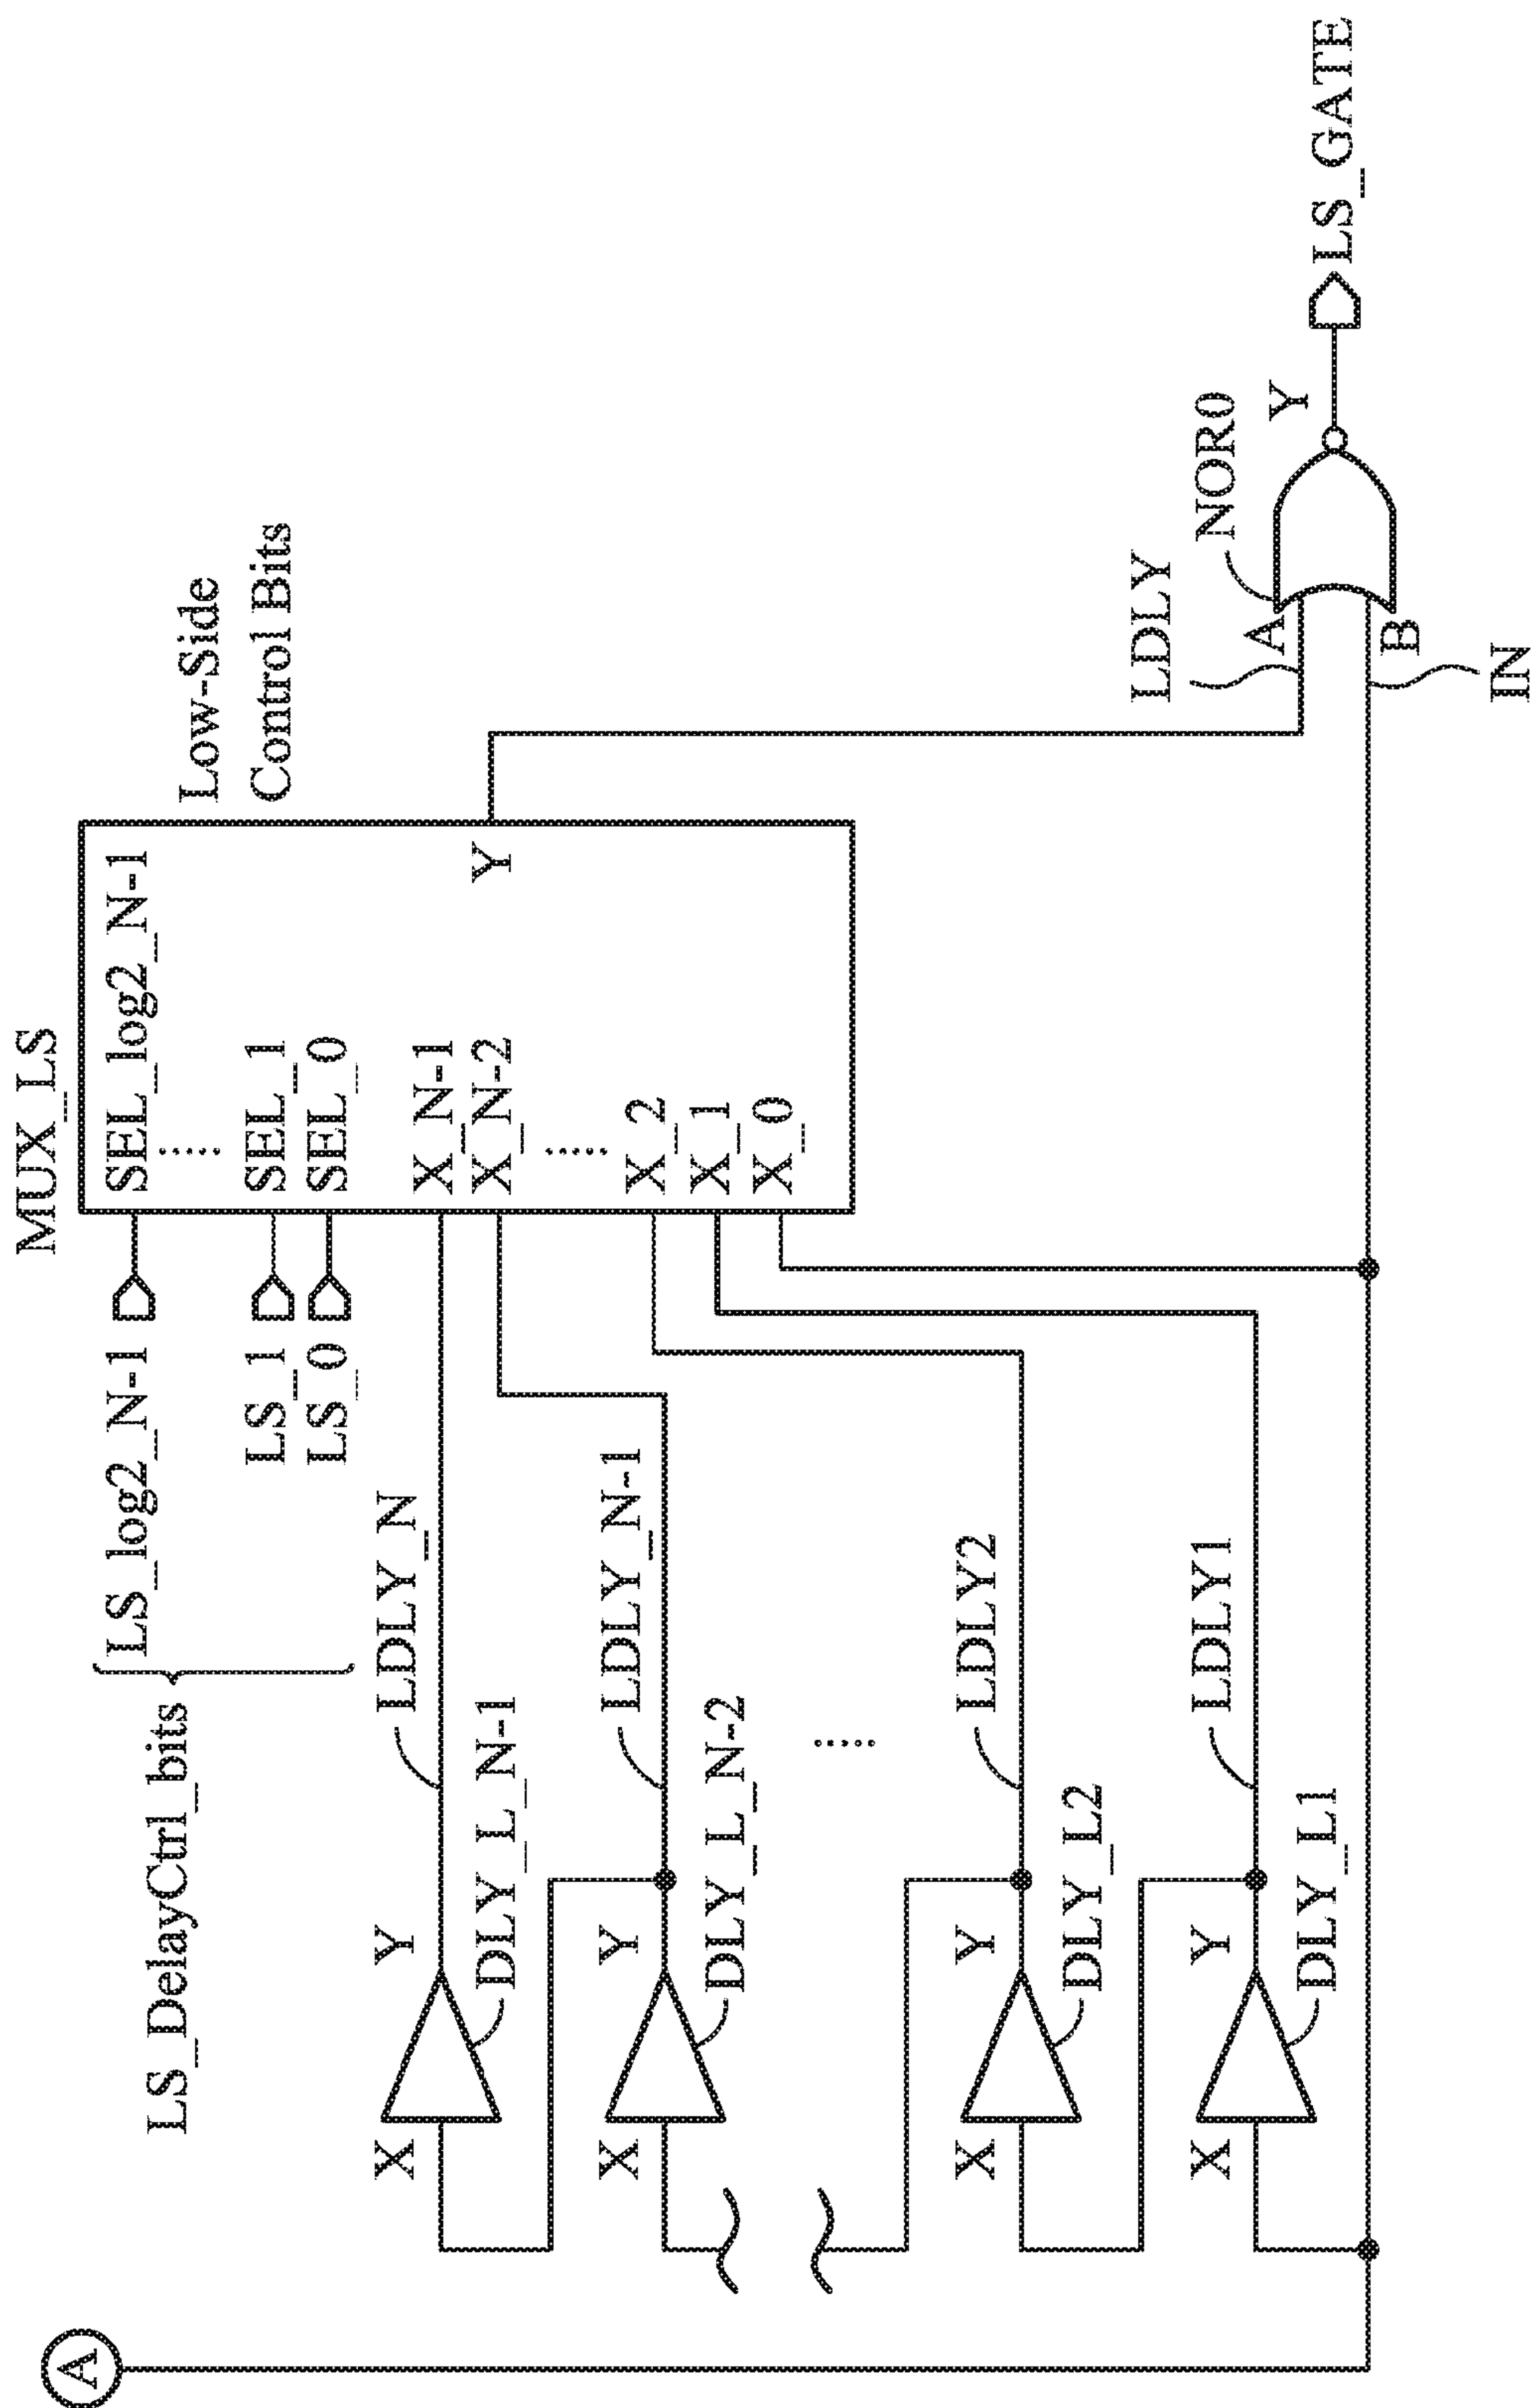 MUX_LS
LS_DelayCtrl_bits
LS_log2_N-1
SEL_log2_N-1
Low-Side
Control Bits
LS_1
SEL_1
LS_0
SEL_0
A
X
Y
LDLY_N
X_N-1
DLY_L_N-1
X_N-2
Y
X
Y
LDLY_N-1
DLY_L_N-2
X_2
X_1
X_0
X
Y
LDLY2
DLY_L2
X
Y
LDLY1
DLY_L1
LDLY
NOR0
A
Y
LS_GATE
B
IN